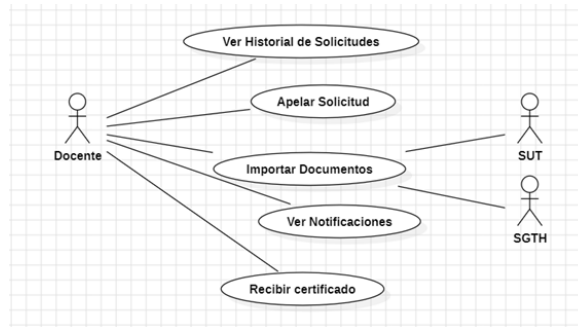 Ver Historial de Solicitudes
Apelar Solicitud
Docente
SUT
Importar Documentos
Ver Notificaciones
SGTH
Recibir certificado